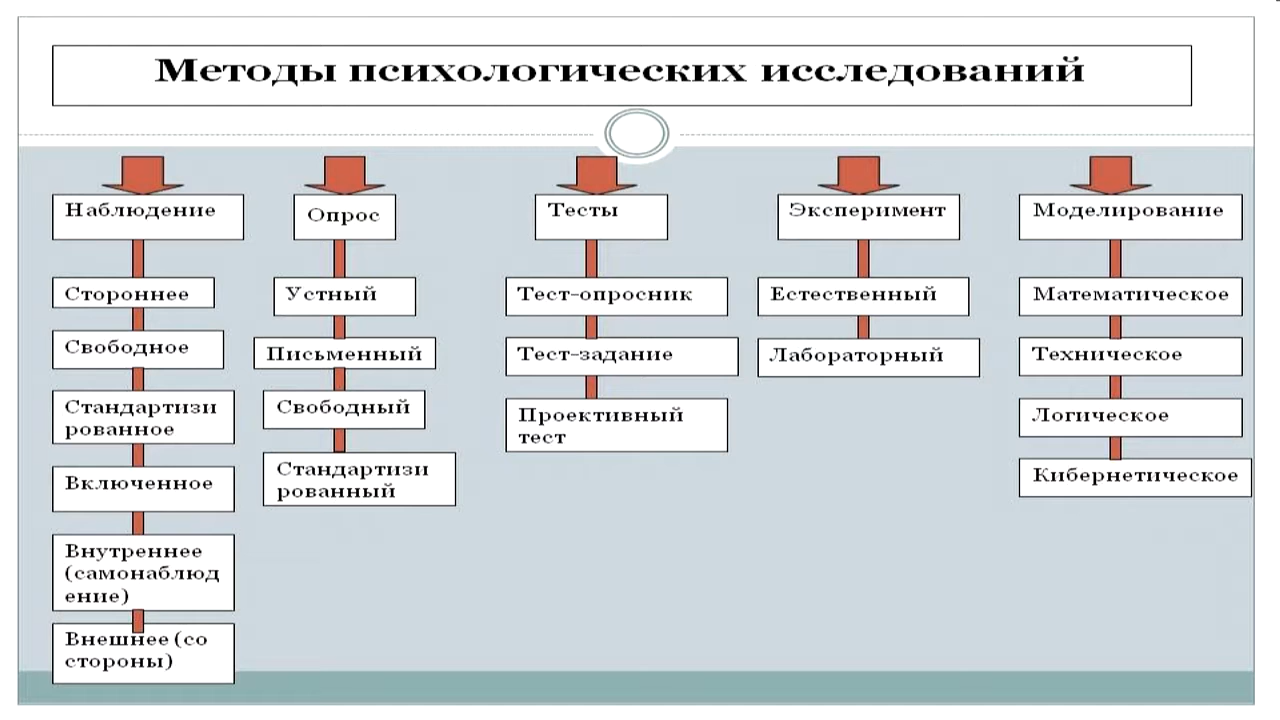 Методы психологических исследований
Наблюдение
Стороннее
Свободное
Стандартизи
рованное
Включенное
Внутреннее
(самонаблюд
ение)
Внешнее (со
стороны)
Опрос
Устный
Письменный
Свободный
Стандартизи
рованный
Тесты
Тест-опросник
Тест-задание
Проективный
тест
Эксперимент
Естественный
Лабораторный
Моделирование
Математическое
Техническое
Логическое
Кибернетическое